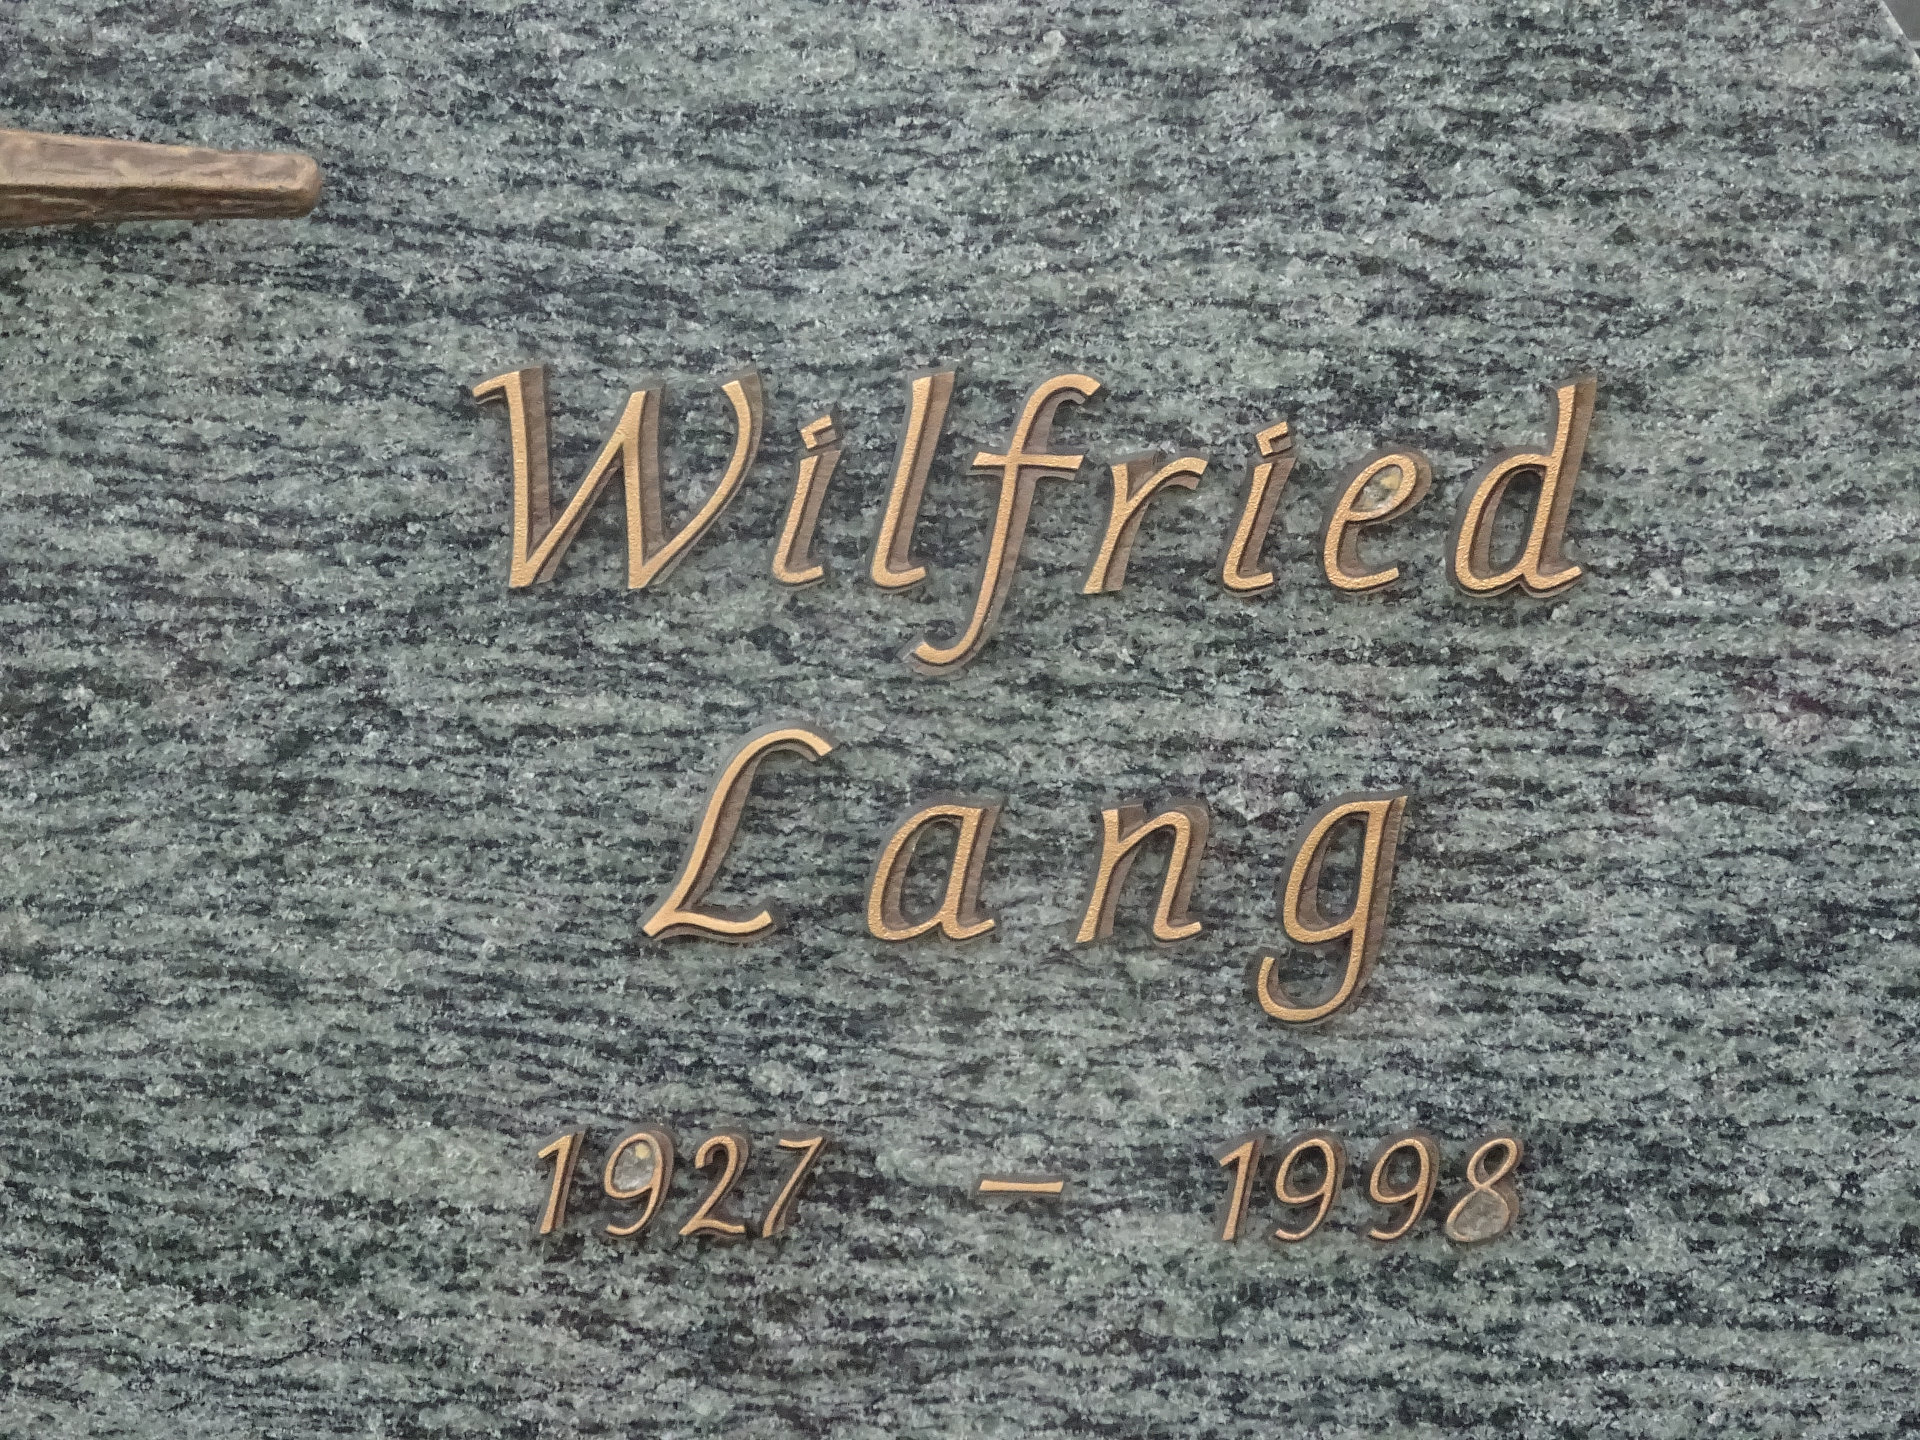 Wilfried
Lang
1927 – 1998